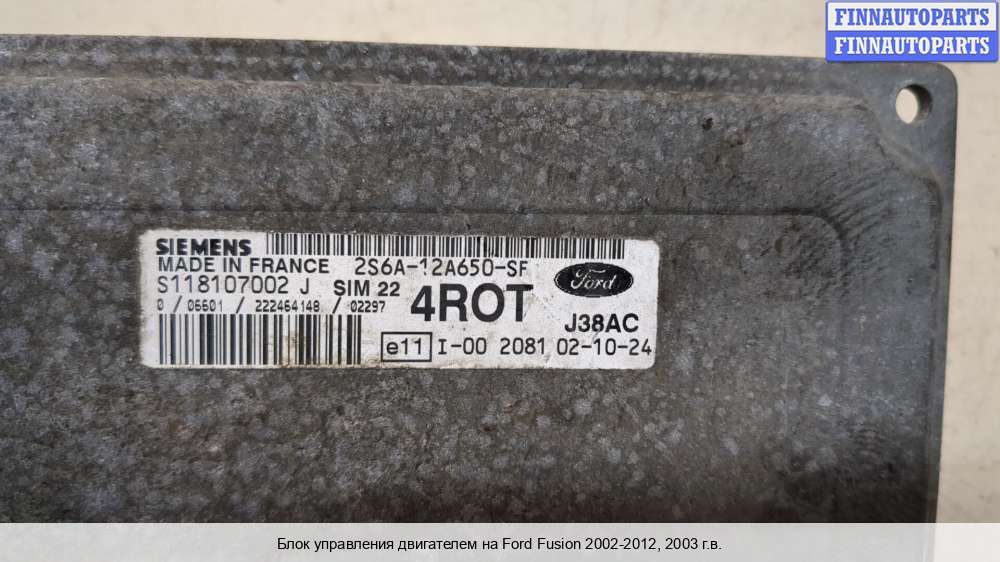 FINNAUTOPARTS
FINNAUTOPARTS
SIEMENS
MADE IN FRANCE 2S6A-12A650-SF
S118107002 J SIM 22 4ROT Ford
0 / 06601 / 222464148 / 02297 J38AC
e11 I-00 2081 02-10-24
Блок управления двигателем на Ford Fusion 2002-2012, 2003 г.в.